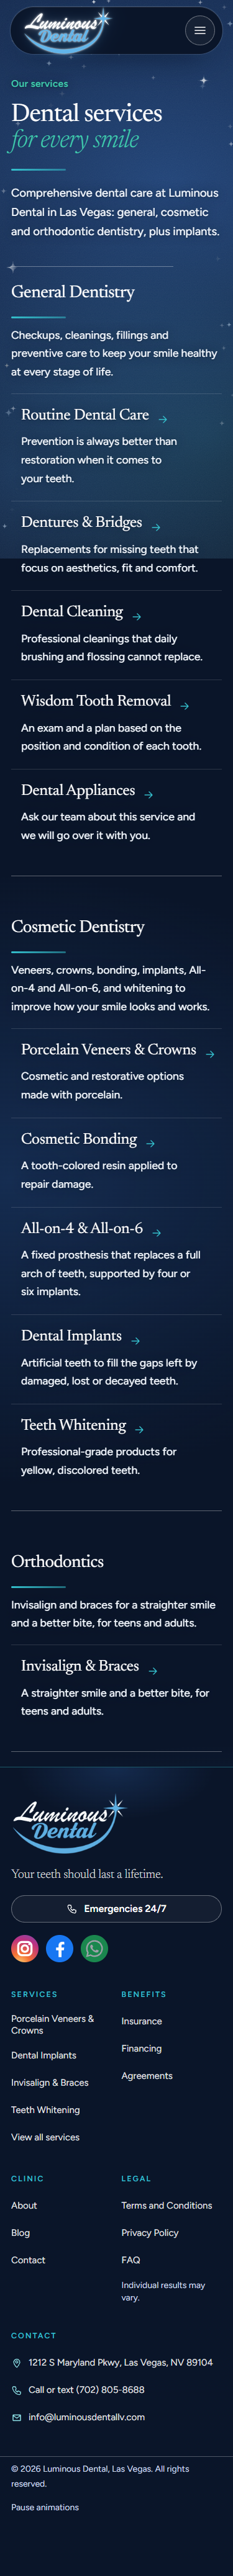 Luminous
Dental
Our services
Dental services
for every smile
Comprehensive dental care at Luminous
Dental in Las Vegas: general, cosmetic
and orthodontic dentistry, plus implants.
General Dentistry
Checkups, cleanings, fillings and
preventive care to keep your smile healthy
at every stage of life.
Routine Dental Care →
Prevention is always better than
restoration when it comes to
your teeth.
Dentures & Bridges →
Replacements for missing teeth that
focus on aesthetics, fit and comfort.
Dental Cleaning →
Professional cleanings that daily
brushing and flossing cannot replace.
Wisdom Tooth Removal →
An exam and a plan based on the
position and condition of each tooth.
Dental Appliances →
Ask our team about this service and
we will go over it with you.
Cosmetic Dentistry
Veneers, crowns, bonding, implants, All-
on-4 and All-on-6, and whitening to
improve how your smile looks and works.
Porcelain Veneers & Crowns →
Cosmetic and restorative options
made with porcelain.
Cosmetic Bonding →
A tooth-colored resin applied to
repair damage.
All-on-4 & All-on-6 →
A fixed prosthesis that replaces a full
arch of teeth, supported by four or
six implants.
Dental Implants →
Artificial teeth to fill the gaps left by
damaged, lost or decayed teeth.
Teeth Whitening →
Professional-grade products for
yellow, discolored teeth.
Orthodontics
Invisalign and braces for a straighter smile
and a better bite, for teens and adults.
Invisalign & Braces →
A straighter smile and a better bite, for
teens and adults.
Luminous
Dental
Your teeth should last a lifetime.
Emergencies 24/7
SERVICES
Porcelain Veneers &
Crowns
Dental Implants
Invisalign & Braces
Teeth Whitening
View all services
BENEFITS
Insurance
Financing
Agreements
CLINIC
About
Blog
Contact
LEGAL
Terms and Conditions
Privacy Policy
FAQ
Individual results may
vary.
CONTACT
1212 S Maryland Pkwy, Las Vegas, NV 89104
Call or text (702) 805-8688
info@luminousdentallv.com
© 2026 Luminous Dental, Las Vegas. All rights
reserved.
Pause animations